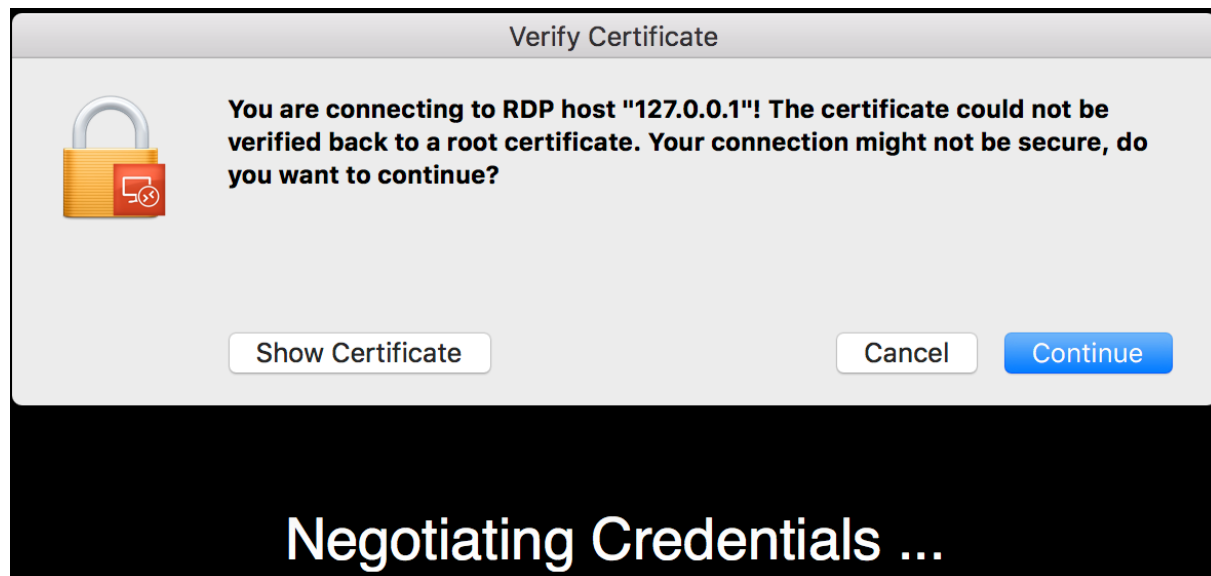 Verify Certificate
You are connecting to RDP host "127.0.0.1"! The certificate could not be
verified back to a root certificate. Your connection might not be secure, do
you want to continue?
Show Certificate
Cancel
Continue
Negotiating Credentials ...